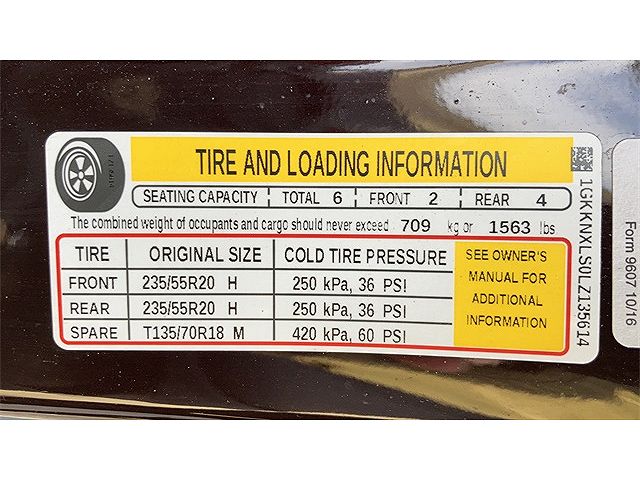 TIRE AND LOADING INFORMATION
SEATING CAPACITY TOTAL 6 FRONT 2 REAR 4
The combined weight of occupants and cargo should never exceed 709 kg or 1563 lbs
TIRE ORIGINAL SIZE COLD TIRE PRESSURE
FRONT 235/55R20 H 250 kPa, 36 PSI
REAR 235/55R20 H 250 kPa, 36 PSI
SPARE T135/70R18 M 420 kPa, 60 PSI
SEE OWNER'S
MANUAL FOR
ADDITIONAL
INFORMATION
1GKKNXLS0LZ135614
Form 9607 10/16